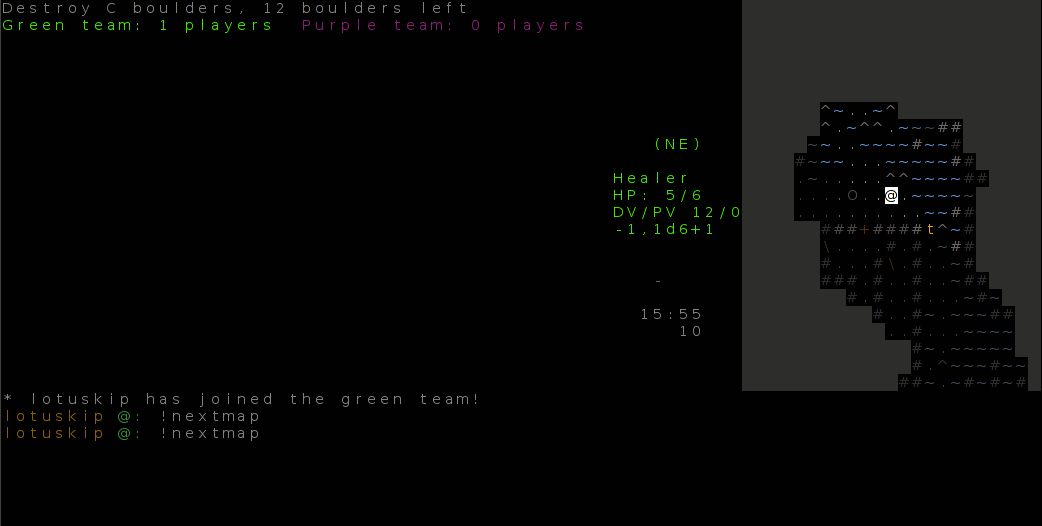 Destroy C boulders, 12 boulders left
Green team: 1 players Purple team: 0 players
(NE)
Healer
HP: 5/6
DV/PV 12/0
-1,1d6+1
-
15:55
10
* lotuskip has joined the green team!
lotuskip @: !nextmap
lotuskip @: !nextmap